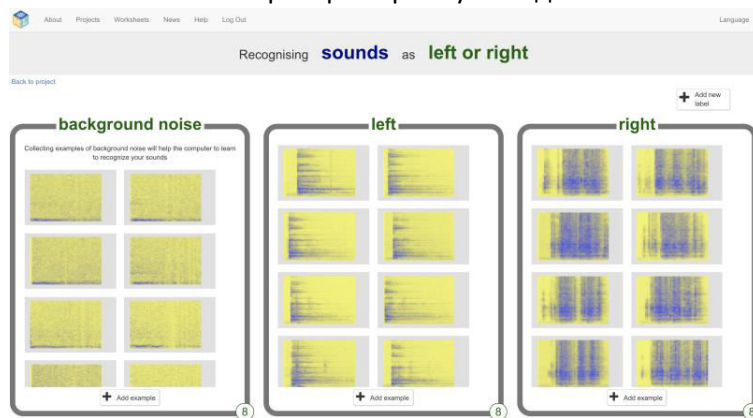 About Projects Worksheets News Help Log Out Language
Recognising sounds as left or right
Back to project
Add new
label
background noise
Collecting examples of background noise will help the computer to learn
to recognize your sounds
Add example
8
left
Add example
8
right
Add example